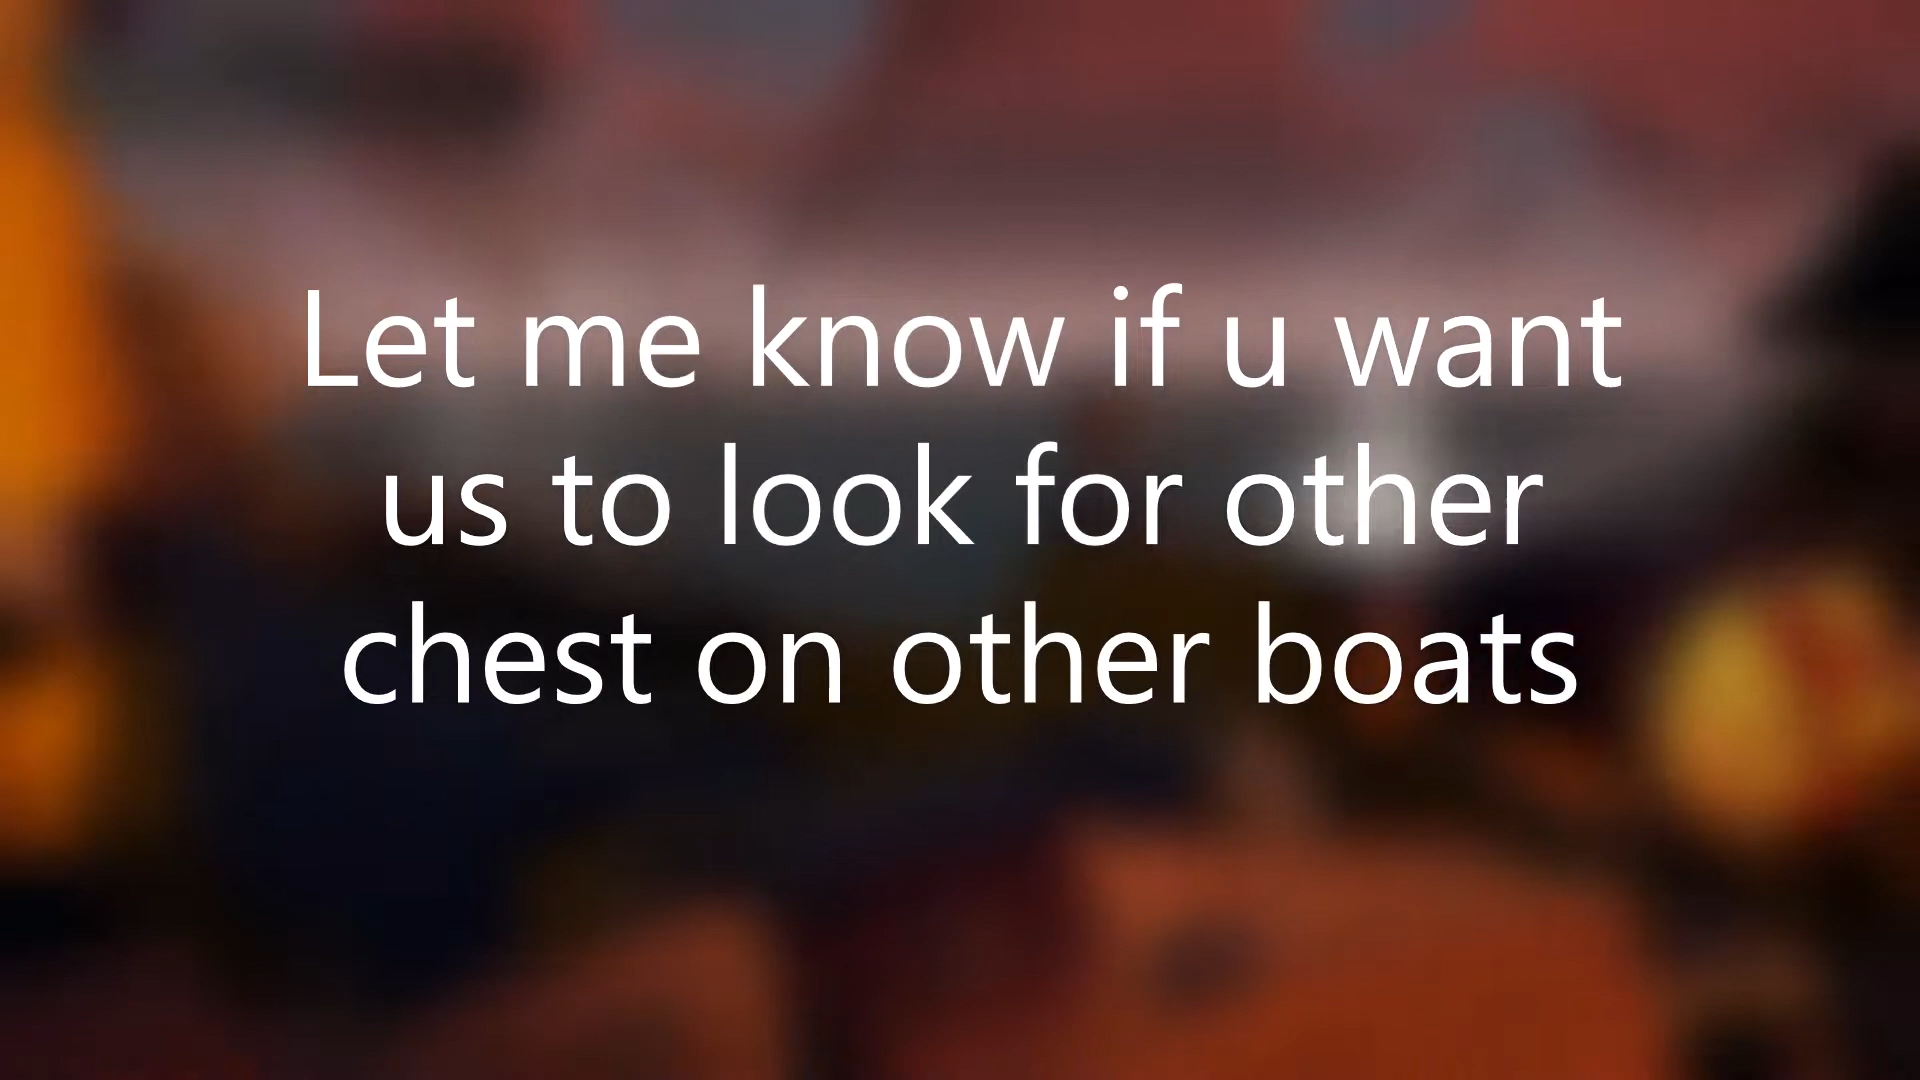 Let me know if u want
us to look for other
chest on other boats